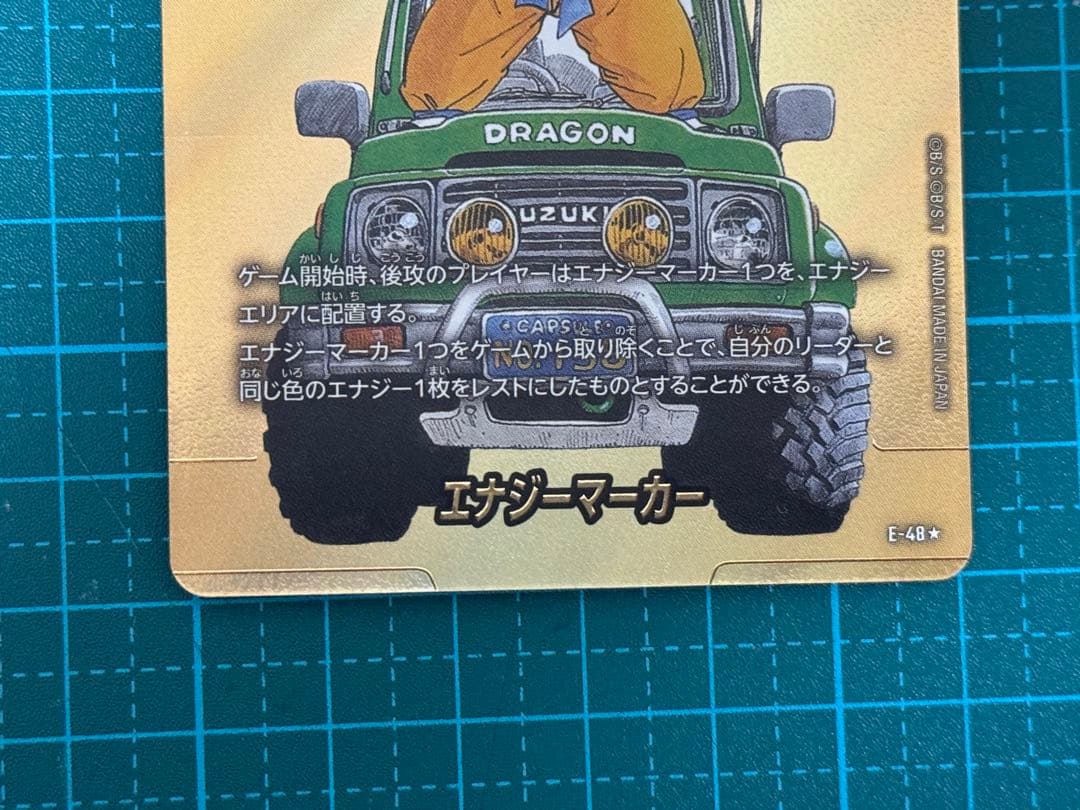 DRAGON
UZUKI
ゲーム開始時、後攻のプレイヤーはエナジーマーカー1つを、エナジー
エリアに配置する。
エナジーマーカー1つをゲームから取り除くことで、自分のリーダーと
同じ色のエナジー1枚をレストにしたものとすることができる。
CAPSULE
エナジーマーカー
E-48★
©B/S ©B/S T BANDAI MADE IN JAPAN